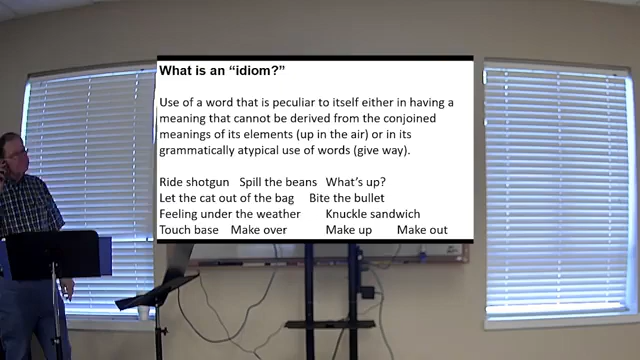 What is an “idiom?”
Use of a word that is peculiar to itself either in having a
meaning that cannot be derived from the conjoined
meanings of its elements (up in the air) or in its
grammatically atypical use of words (give way).
Ride shotgun Spill the beans What’s up?
Let the cat out of the bag Bite the bullet
Feeling under the weather Knuckle sandwich
Touch base Make over Make up Make out